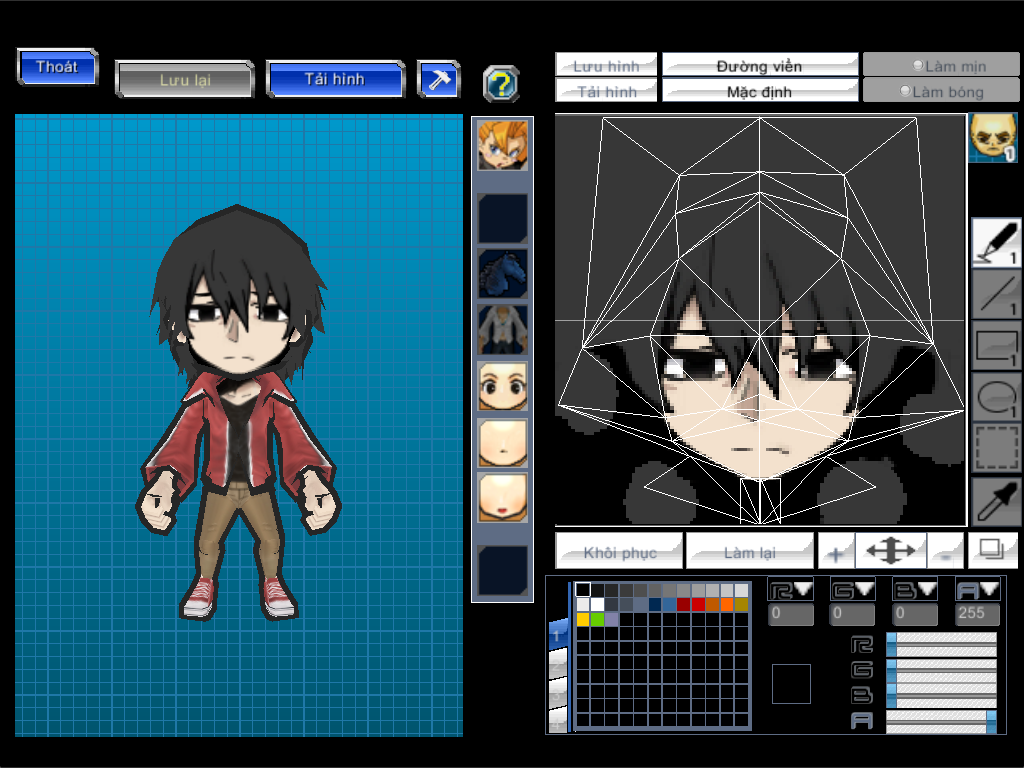 Thoát
Lưu lại
Tải hình
Lưu hình
Đường viền
Làm mịn
Tải hình
Mặc định
Làm bóng
1
1
1
1
1
Khôi phục
Làm lại
+
-
R
G
B
A
0
0
0
255
1
R
G
B
A